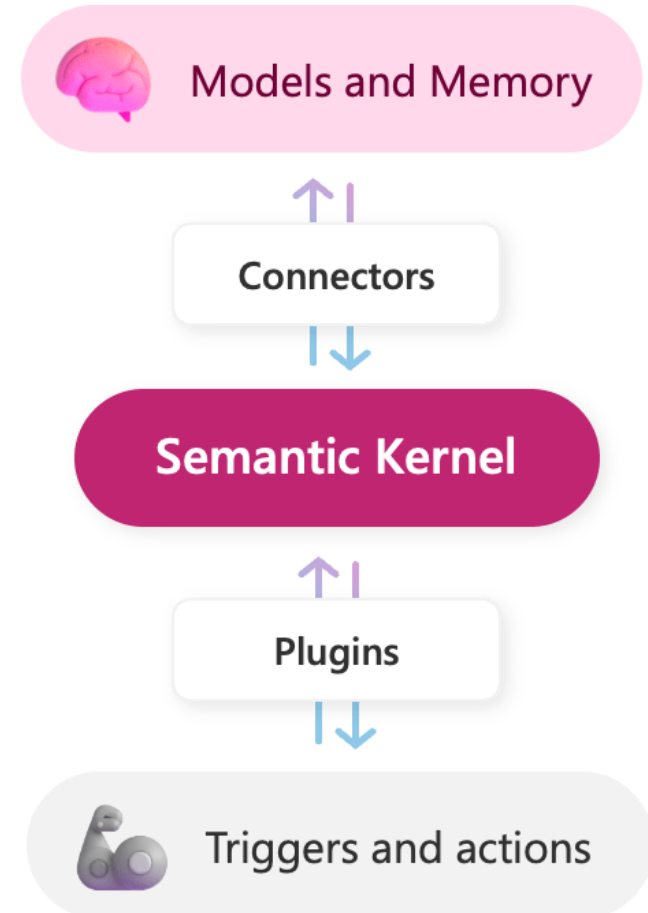 Models and Memory
Connectors
Semantic Kernel
Plugins
Triggers and actions